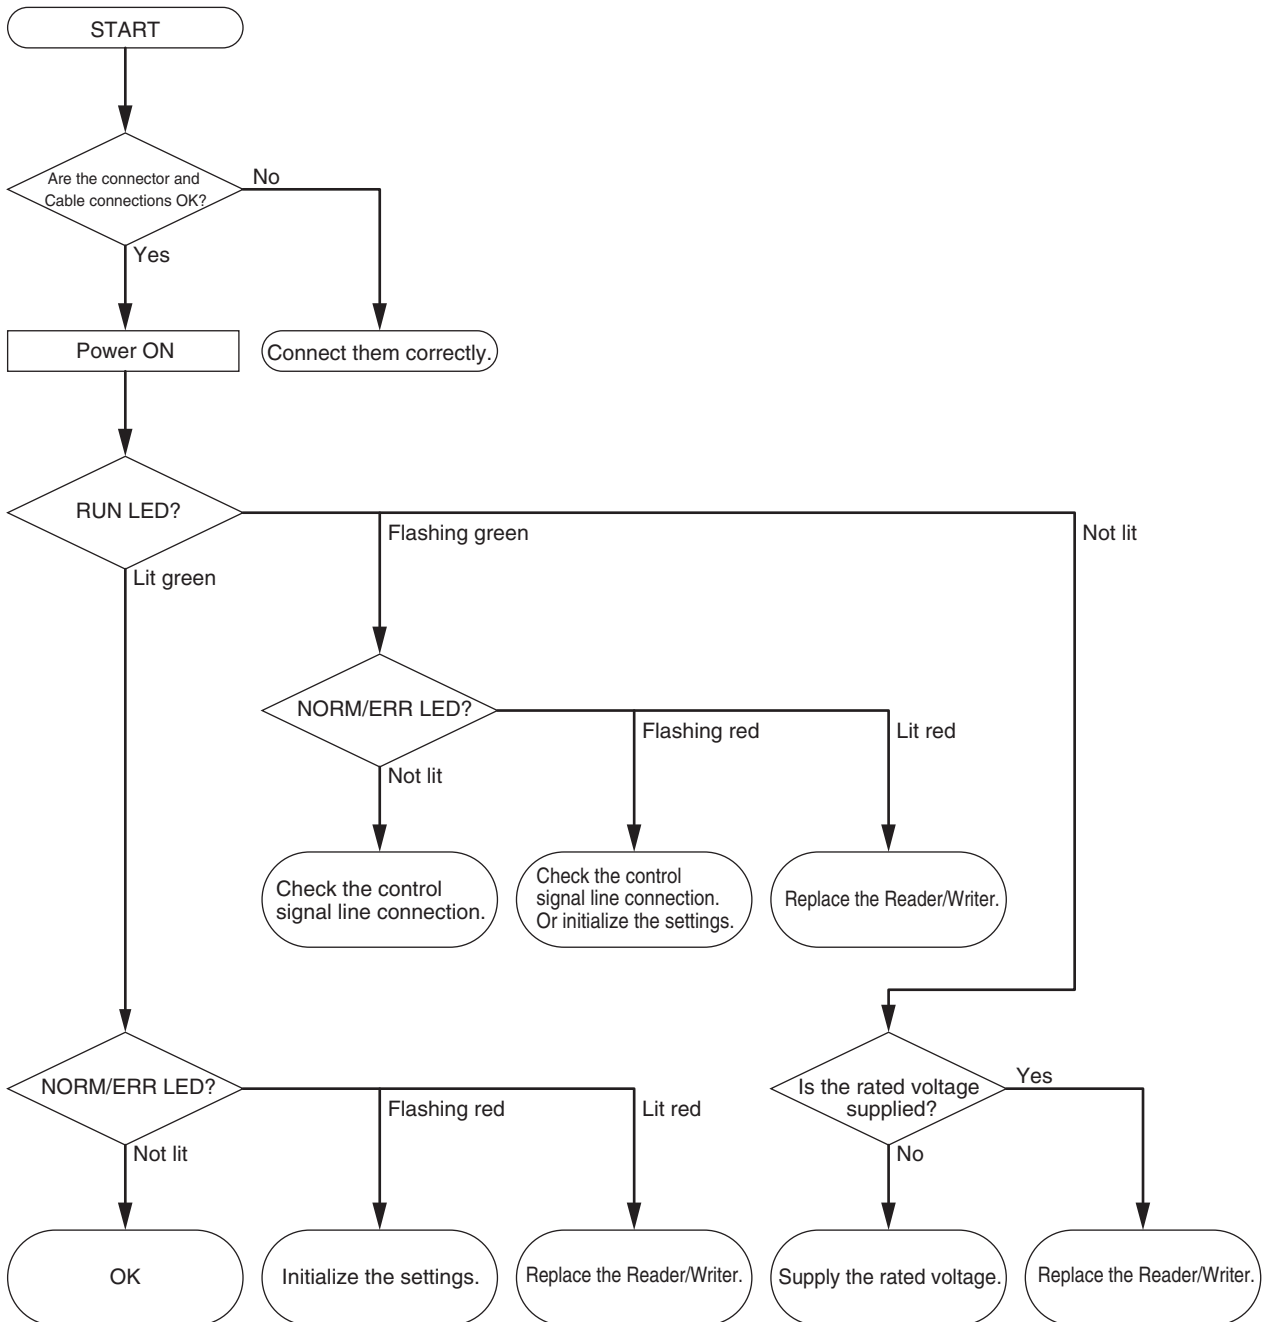 START
Are the connector and
Cable connections OK?
No
Yes
Power ON
Connect them correctly.
RUN LED?
Flashing green
Not lit
Lit green
NORM/ERR LED?
Flashing red
Lit red
Not lit
Check the control
signal line connection.
Check the control
signal line connection.
Or initialize the settings.
Replace the Reader/Writer.
NORM/ERR LED?
Flashing red
Lit red
Not lit
Is the rated voltage
supplied?
Yes
No
OK
Initialize the settings.
Replace the Reader/Writer.
Supply the rated voltage.
Replace the Reader/Writer.